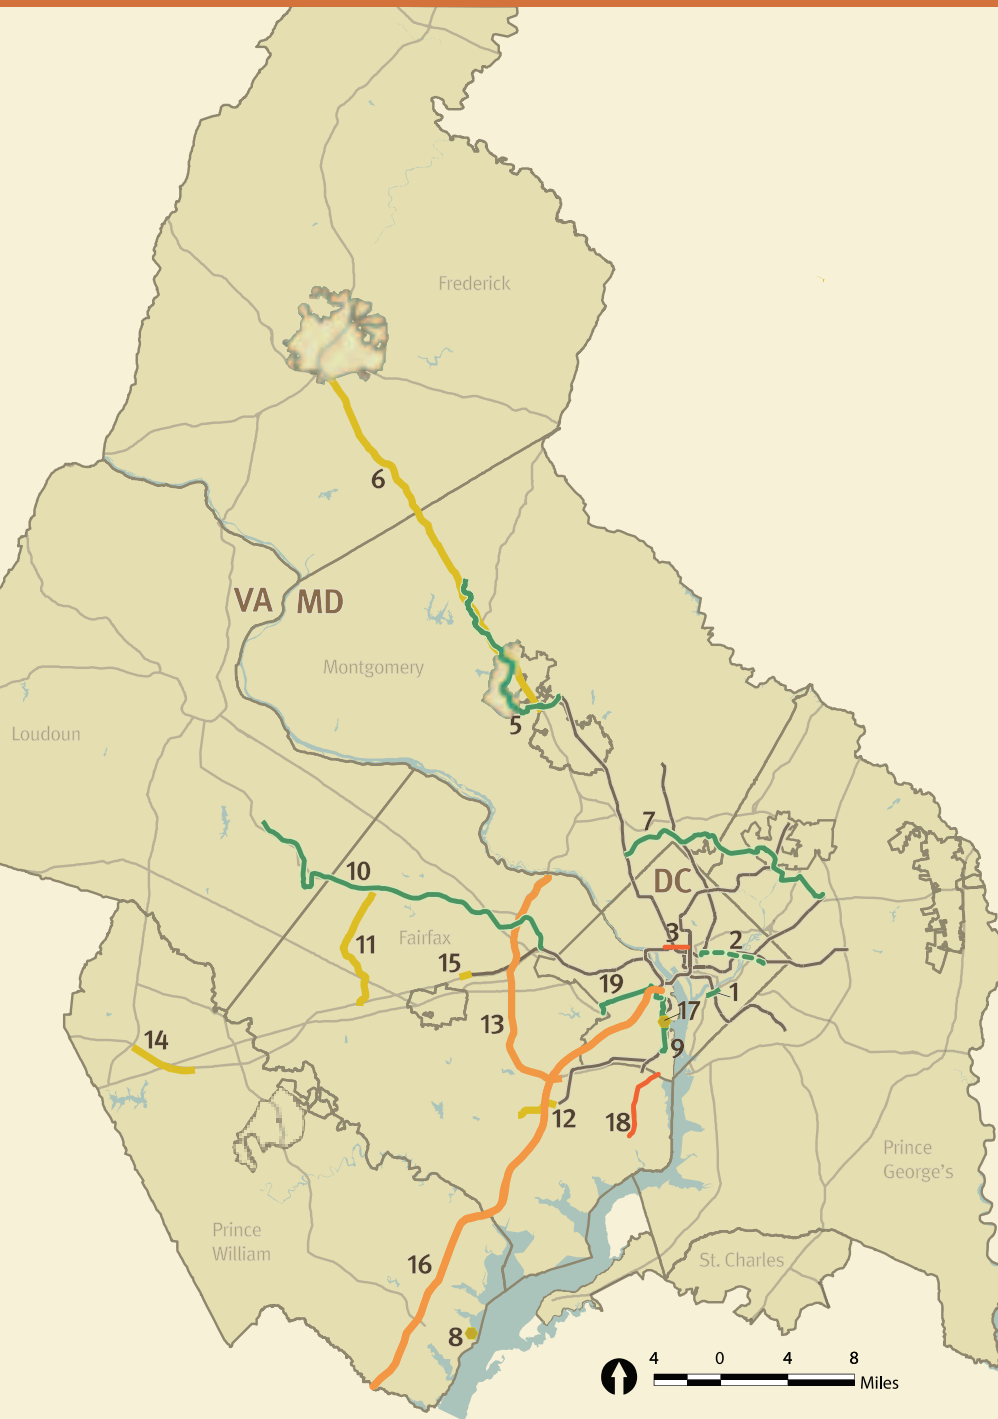 Frederick
6
VA MD
Montgomery
Loudoun
5
7
10
DC
Fairfax
11
3
2
15
19
1
17
13
14
9
12
18
Prince
George's
Prince
William
16
St. Charles
8
4 0 4 8
Miles